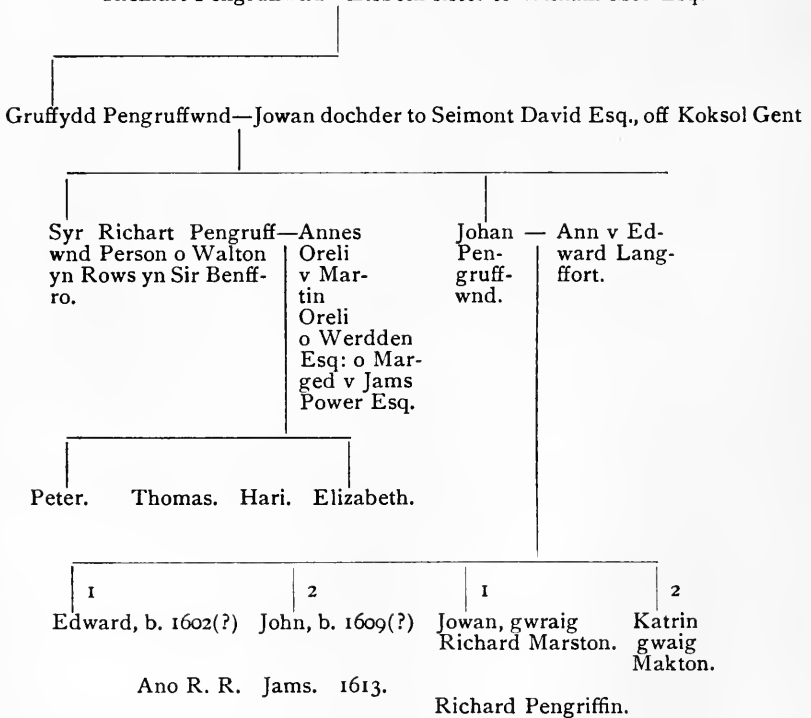 Gruffydd Pengruffwnd—Jowan dochder to Seimont David Esq., off Koksol Gent
Syr Richart Pengruff—Annes
wnd Person o Walton
yn Rows yn Sir Benff-
ro.
Oreli
v Mar-
tin
Oreli
o Werdden
Esq: o Mar-
ged v Jams
Power Esq.
Johan — Ann v Ed-
Pen-
gruff-
wnd.
ward Lang-
ffort.
Peter. Thomas. Hari. Elizabeth.
1 2 1 2
Edward, b. 1602(?) John, b. 1609(?)
Jowan, gwraig
Richard Marston.
Katrin
gwaig
Makton.
Ano R. R. Jams. 1613.
Richard Pengriffin.